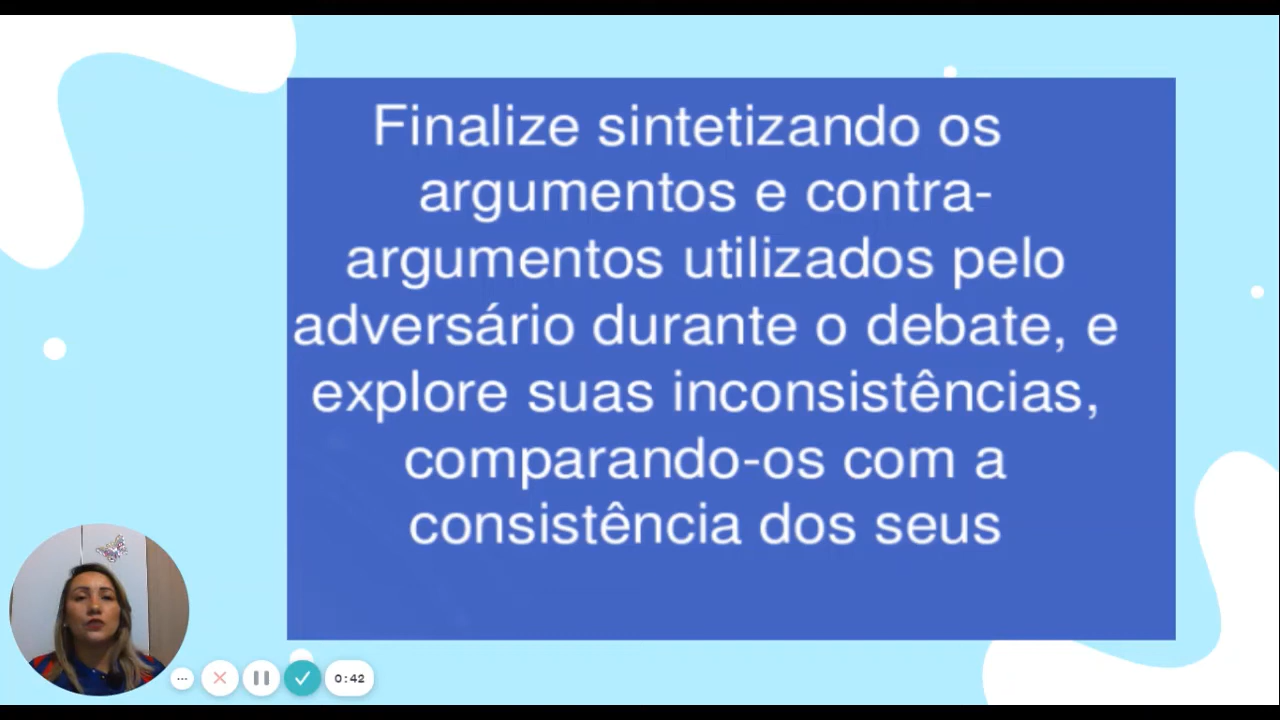 Finalize sintetizando os
argumentos e contra-
argumentos utilizados pelo
adversário durante o debate, e
explore suas inconsistências,
comparando-os com a
consistência dos seus
0:42